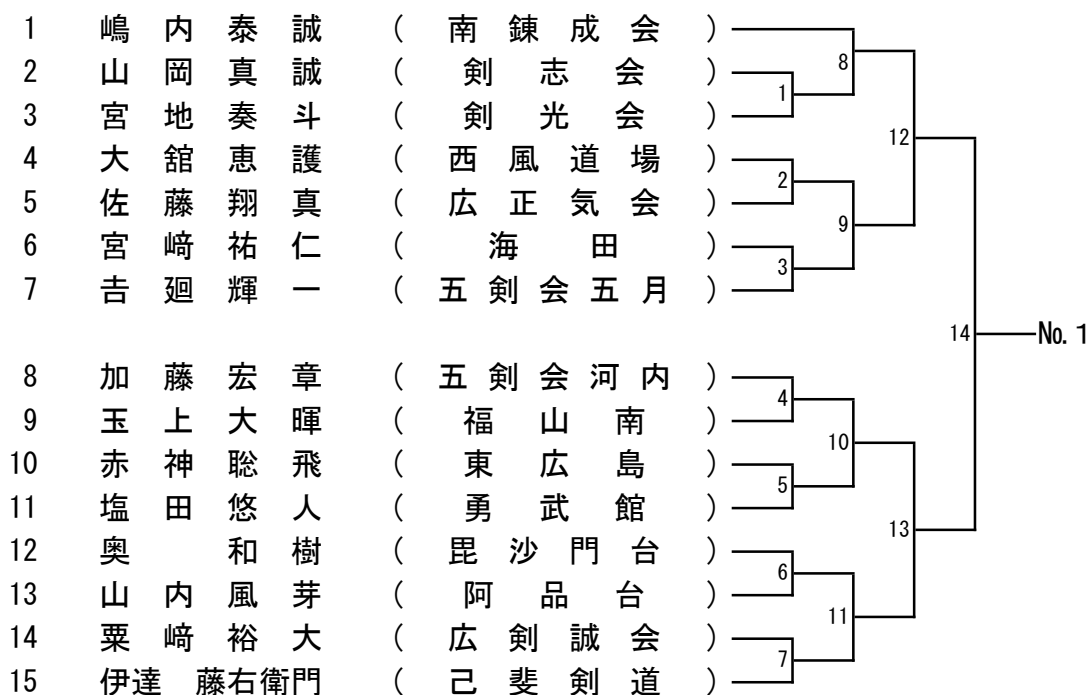 1 嶋内泰誠 ( 南錬成会 )
2 山岡真誠 ( 剣志会 )
8
1
3 宮地奏斗 ( 剣光会 )
12
4 大舘恵護 ( 西風道場 )
2
5 佐藤翔真 ( 広正気会 )
9
6 宮﨑祐仁 ( 海田 )
3
7 吉廻輝一 ( 五剣会五月 )
14 No. 1
8 加藤宏章 ( 五剣会河内 )
4
9 玉上大暉 ( 福山南 )
10
10 赤神聡飛 ( 東広島 )
5
11 塩田悠人 ( 勇武館 )
13
12 奥和樹 ( 毘沙門台 )
6
13 山内風芽 ( 阿品台 )
11
14 粟﨑裕大 ( 広剣誠会 )
7
15 伊達 藤右衛門 ( 己斐剣道 )